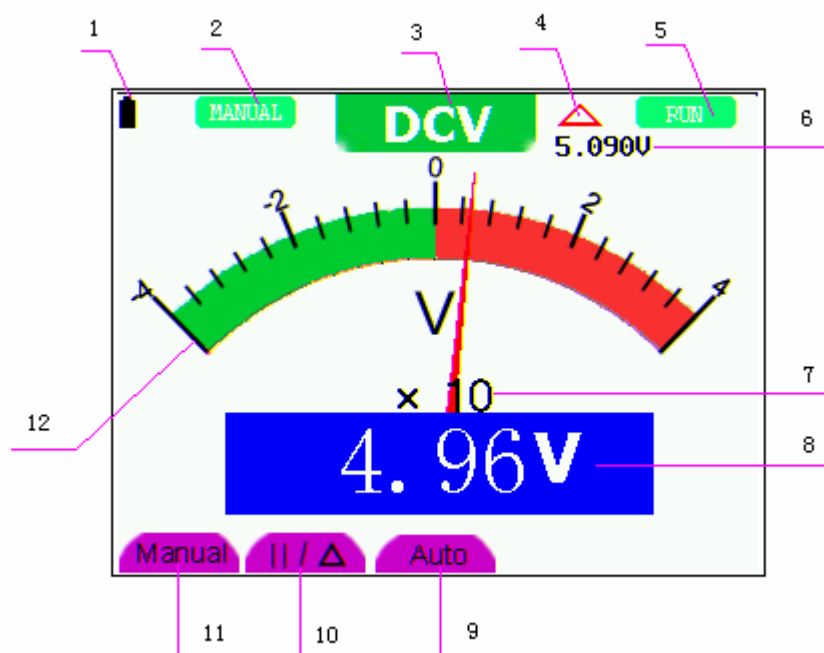 1 2 3 4 5
MANUAL DCV RUN
5.090V 6
-4 -2 0 2 4
V
× 10 7
12
4.96V 8
Manual || / Δ Auto
11 10 9